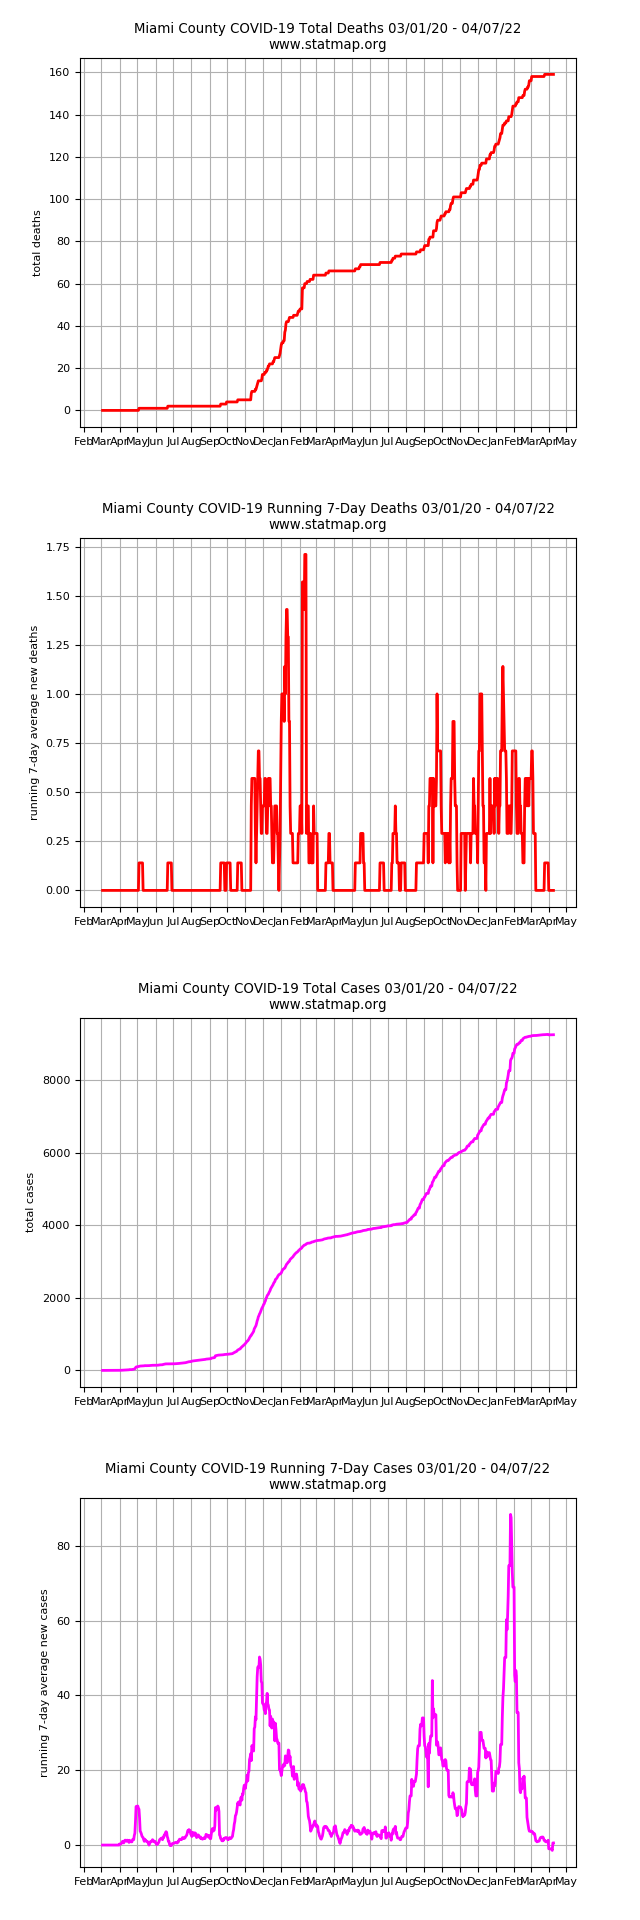 Miami County COVID-19 Total Deaths 03/01/20 - 04/07/22
www.statmap.org
160
140
120
100
80
60
40
20
0
total deaths
Feb Mar Apr May Jun Jul Aug Sep Oct Nov Dec Jan Feb Mar Apr May Jun Jul Aug Sep Oct Nov Dec Jan Feb Mar Apr May
Miami County COVID-19 Running 7-Day Deaths 03/01/20 - 04/07/22
www.statmap.org
1.75
1.50
1.25
1.00
0.75
0.50
0.25
0.00
running 7-day average new deaths
Feb Mar Apr May Jun Jul Aug Sep Oct Nov Dec Jan Feb Mar Apr May Jun Jul Aug Sep Oct Nov Dec Jan Feb Mar Apr May
Miami County COVID-19 Total Cases 03/01/20 - 04/07/22
www.statmap.org
8000
6000
4000
2000
0
total cases
Feb Mar Apr May Jun Jul Aug Sep Oct Nov Dec Jan Feb Mar Apr May Jun Jul Aug Sep Oct Nov Dec Jan Feb Mar Apr May
Miami County COVID-19 Running 7-Day Cases 03/01/20 - 04/07/22
www.statmap.org
80
60
40
20
0
running 7-day average new cases
Feb Mar Apr May Jun Jul Aug Sep Oct Nov Dec Jan Feb Mar Apr May Jun Jul Aug Sep Oct Nov Dec Jan Feb Mar Apr May